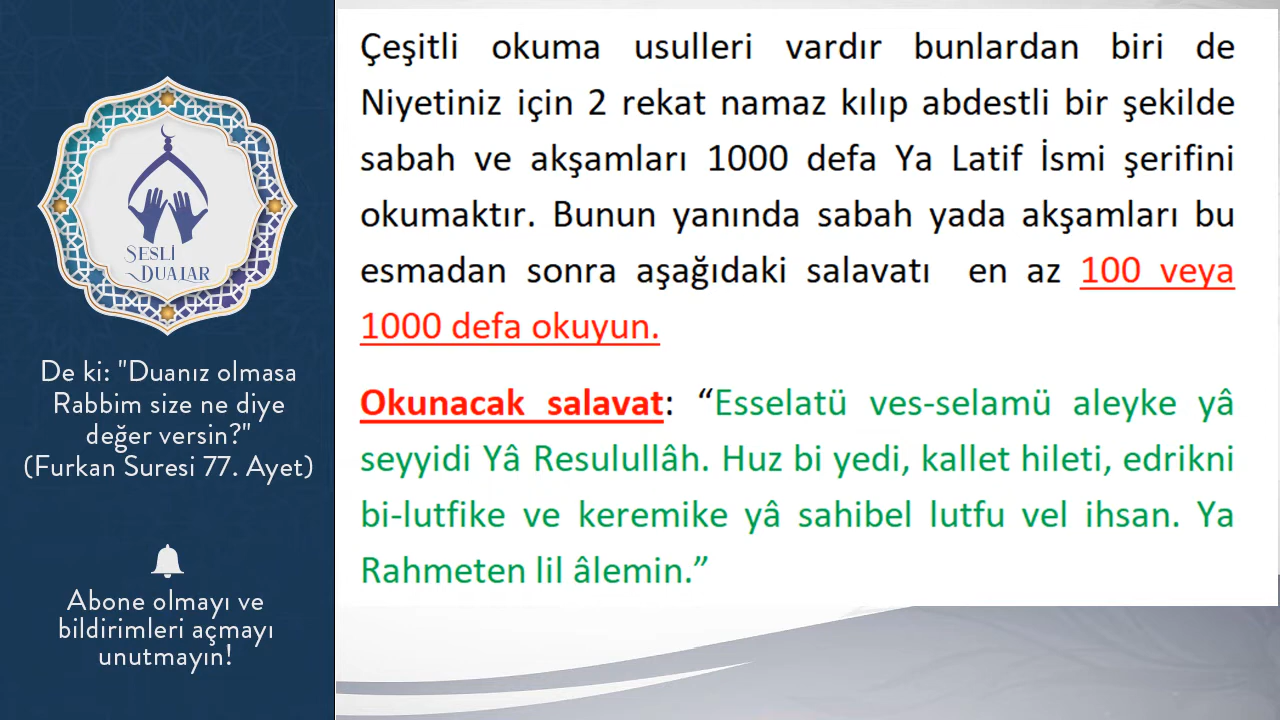 SESLİ
DUALAR
De ki: "Duanız olmasa
Rabbim size ne diye
değer versin?"
(Furkan Suresi 77. Ayet)
Abone olmayı ve
bildirimleri açmayı
unutmayın!
Çeşitli okuma usulleri vardır bunlardan biri de
Niyetiniz için 2 rekat namaz kılıp abdestli bir şekilde
sabah ve akşamları 1000 defa Ya Latif İsmi şerifini
okumaktır. Bunun yanında sabah yada akşamları bu
esmadan sonra aşağıdaki salavatı en az 100 veya
1000 defa okuyun.
Okunacak salavat: “Esselatü ves-selamü aleyke yâ
seyyidi Yâ Resulullâh. Huz bi yedi, kallet hileti, edrikni
bi-lutfike ve keremike yâ sahibel lutfu vel ihsan. Ya
Rahmeten lil âlemin.”